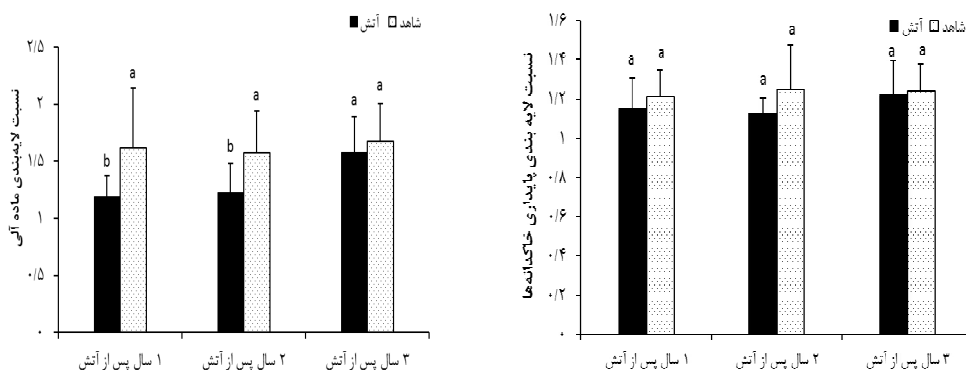 آتش شاهد
۲/۵
۲
۱/۵
۱
۰/۵
۰
نسبت لایه‌بندی ماده آلی
b a b a a a
۱ سال پس از آتش ۲ سال پس از آتش ۳ سال پس از آتش
آتش شاهد
۱/۶
۱/۴
۱/۲
۱
۰/۸
۰/۶
۰/۴
۰/۲
۰
نسبت لایه بندی پایداری خاکدانه‌ها
a a a a a a
۱ سال پس از آتش ۲ سال پس از آتش ۳ سال پس از آتش